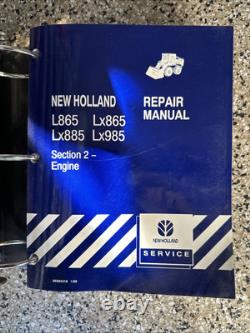 NEW HOLLAND
L865 Lx865
Lx885 Lx985
Section 2 -
Engine
REPAIR
MANUAL
NEW HOLLAND
SERVICE